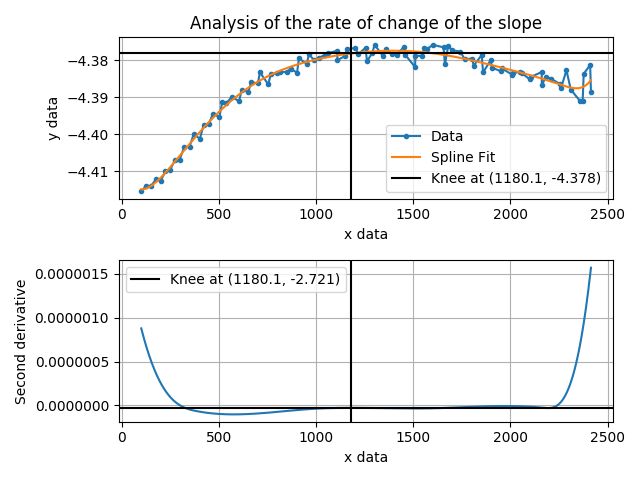 Analysis of the rate of change of the slope
−4.38
−4.39
−4.40
−4.41
y data
Data
Spline Fit
Knee at (1180.1, -4.378)
0 500 1000 1500 2000 2500
x data
Knee at (1180.1, -2.721)
0.0000015
0.0000010
0.0000005
0.0000000
Second derivative
0 500 1000 1500 2000 2500
x data